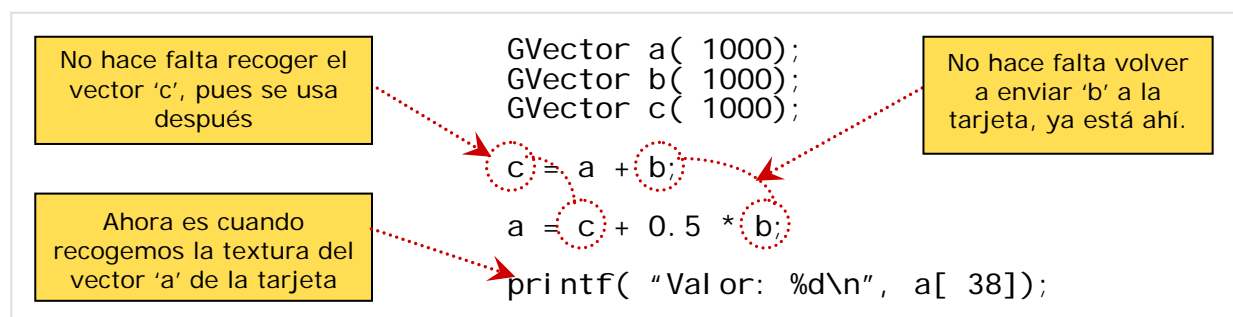 No hace falta recoger el
vector ‘c’, pues se usa
después
GVector a( 1000);
GVector b( 1000);
GVector c( 1000);
No hace falta volver
a enviar ‘b’ a la
tarjeta, ya está ahí.
c = a + b;
a = c + 0.5 * b;
Ahora es cuando
recogemos la textura del
vector ‘a’ de la tarjeta
printf( “Valor: %d\n”, a[ 38]);